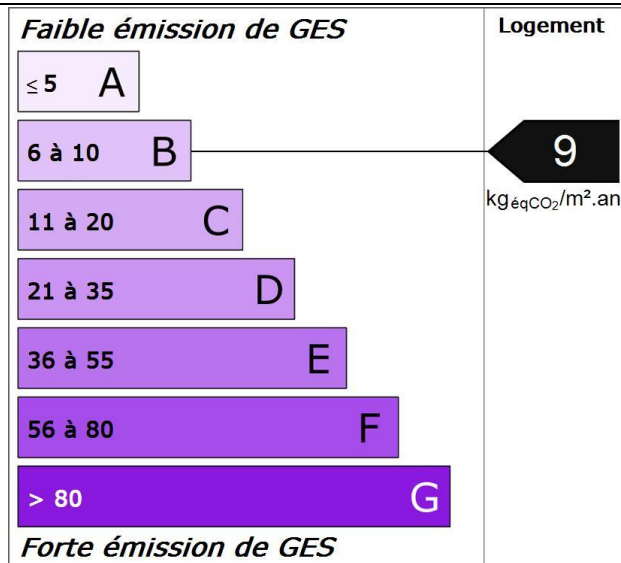 Faible émission de GES
Logement
≤ 5 A
6 à 10 B
9
kgéqCO₂/m².an
11 à 20 C
21 à 35 D
36 à 55 E
56 à 80 F
> 80 G
Forte émission de GES